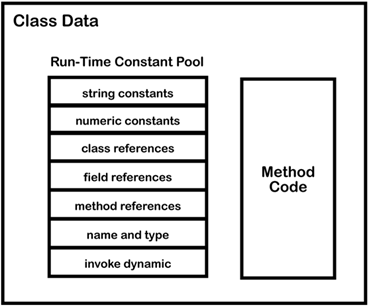 Class Data
Run-Time Constant Pool
string constants
numeric constants
class references
field references
method references
name and type
invoke dynamic
Method
Code